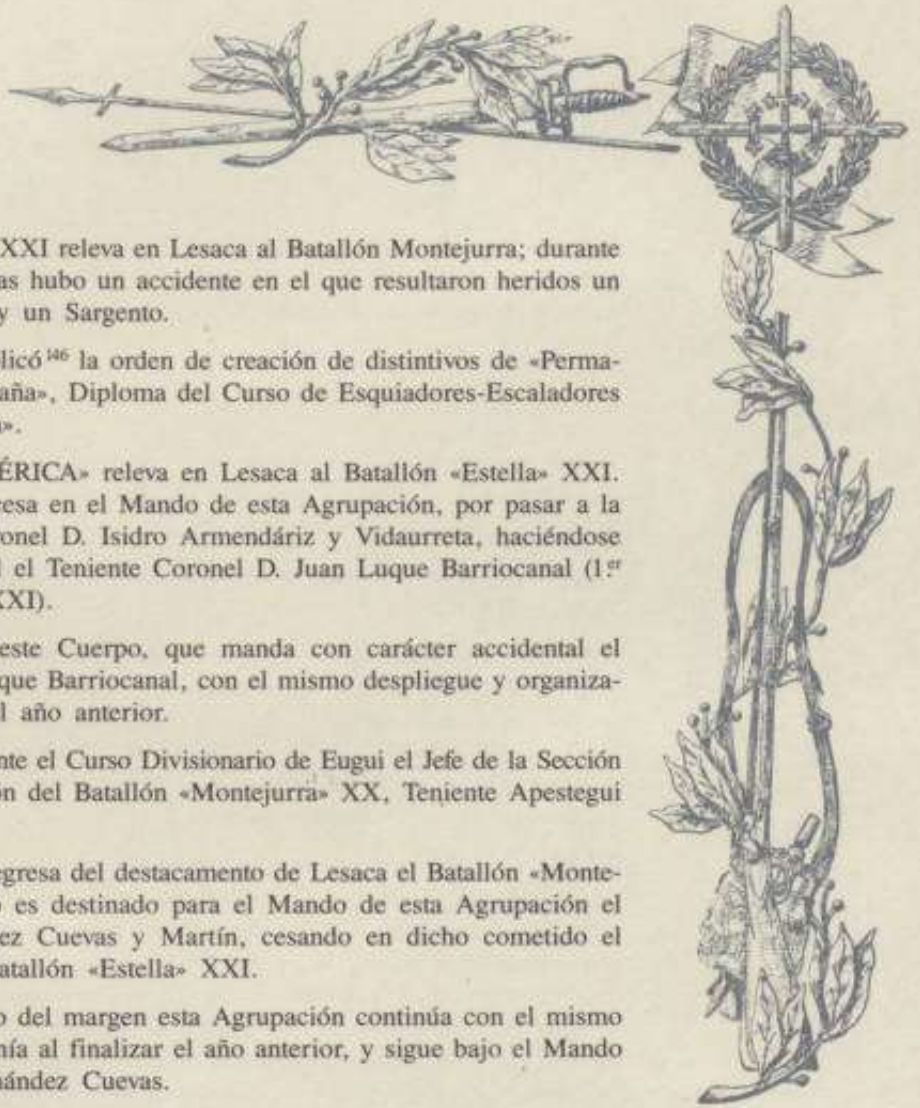 XXI releva en Lesaca al Batallón Montejurra; durante
as hubo un accidente en el que resultaron heridos un
y un Sargento.
licó¹⁴⁶ la orden de creación de distintivos de «Perma-
aña», Diploma del Curso de Esquiadores-Escaladores
».
ÉRICA» releva en Lesaca al Batallón «Estella» XXI.
cesa en el Mando de esta Agrupación, por pasar a la
ronel D. Isidro Armendáriz y Vidaurreta, haciéndose
l el Teniente Coronel D. Juan Luque Barriocanal (1.er
XXI).
este Cuerpo, que manda con carácter accidental el
que Barriocanal, con el mismo despliegue y organiza-
l año anterior.
nte el Curso Divisionario de Eugui el Jefe de la Sección
ón del Batallón «Montejurra» XX, Teniente Apestegui
egresa del destacamento de Lesaca el Batallón «Monte-
o es destinado para el Mando de esta Agrupación el
ez Cuevas y Martín, cesando en dicho cometido el
Batallón «Estella» XXI.
o del margen esta Agrupación continúa con el mismo
nía al finalizar el año anterior, y sigue bajo el Mando
nández Cuevas.